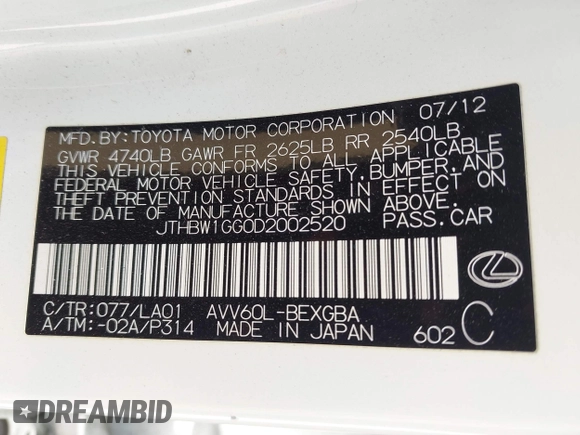 MFD.BY:TOYOTA MOTOR CORPORATION 07/12
GVWR 4740LB GAWR FR 2625LB RR 2540LB
THIS VEHICLE CONFORMS TO ALL APPLICABLE
FEDERAL MOTOR VEHICLE SAFETY,BUMPER,AND
THEFT PREVENTION STANDARDS IN EFFECT ON
THE DATE OF MANUFACTURE SHOWN ABOVE.
JTHBW1GG0D2002520 PASS.CAR
C/TR:077/LA01 AVV60L-BEXGBA
A/TM:-02A/P314 MADE IN JAPAN 602 C
DREAMBID